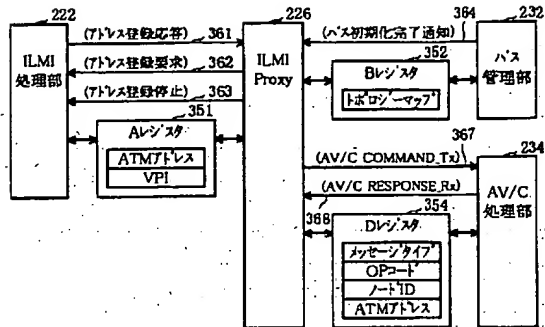 222
226
232
ILMI
処理部
(アドレス登録応答)
361
(アドレス登録要求)
362
(アドレス登録停止)
363
351
Aレジスタ
ATMアドレス
VPI
ILMI
Proxy
364
(バス初期化完了通知)
352
Bレジスタ
トポロジーマップ
バス
管理部
367
234
(AV/C COMMAND_Tx)
(AV/C RESPONSE_Rx)
368
354
Dレジスタ
メッセージタイプ
OPコード
ノードID
ATMアドレス
AV/C
処理部